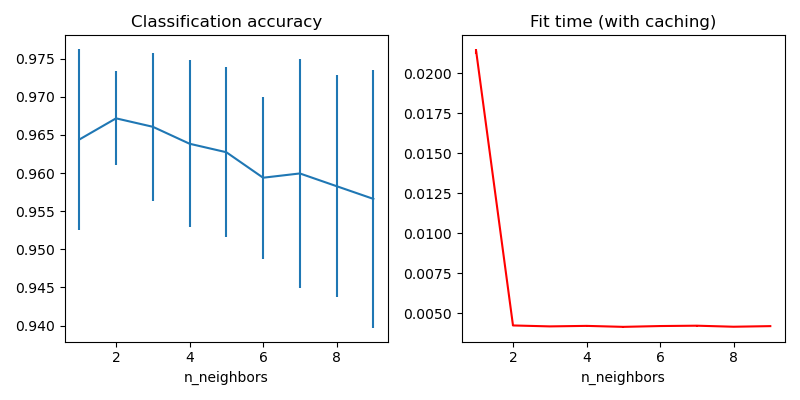 Classification accuracy
0.975
0.970
0.965
0.960
0.955
0.950
0.945
0.940
2 4 6 8
n_neighbors
Fit time (with caching)
0.0200
0.0175
0.0150
0.0125
0.0100
0.0075
0.0050
2 4 6 8
n_neighbors